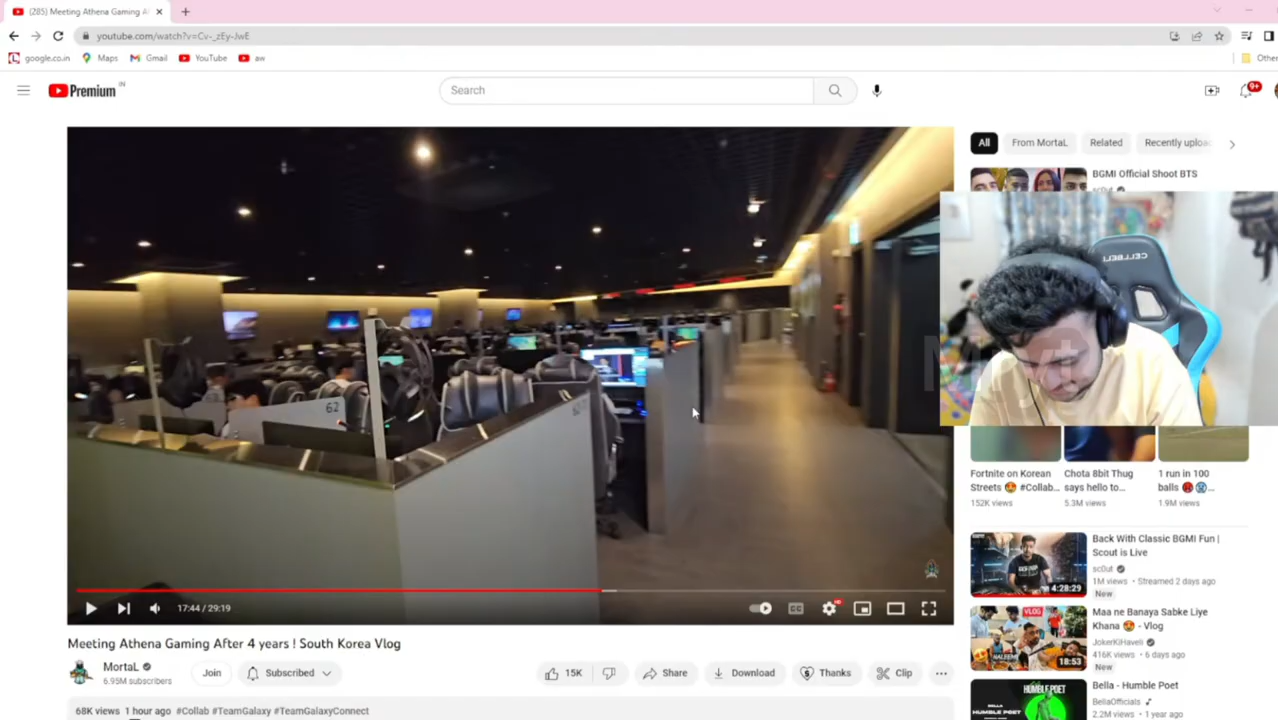 (285) Meeting Athena Gaming A
youtube.com/watch?v=Cv-_zEy-JwE
google.co.in
Maps
Gmail
YouTube
aw
Other
Premium IN
Search
9+
All
From MortaL
Related
Recently uploa
BGMI Official Shoot BTS
sc0ut
CELLBELL
62
Fortnite on Korean
Streets 😍 #Collab...
152K views
Chota 8bit Thug
says hello to...
5.3M views
1 run in 100
balls
1.9M views
Back With Classic BGMI Fun |
Scout is Live
sc0ut
1M views • Streamed 2 days ago
New
4:28:29
Maa ne Banaya Sabke Liye
Khana 😍 - Vlog
JokerKiHaveli
416K views • 6 days ago
New
VLOG
18:53
Bella - Humble Poet
BellaOfficials
2.2M views • 1 year ago
HUMBLE POET
17:44 / 29:19
CC
HD
Meeting Athena Gaming After 4 years ! South Korea Vlog
MortaL
6.95M subscribers
Join
Subscribed
15K
Share
Download
Thanks
Clip
68K views 1 hour ago #Collab #TeamGalaxy #TeamGalaxyConnect